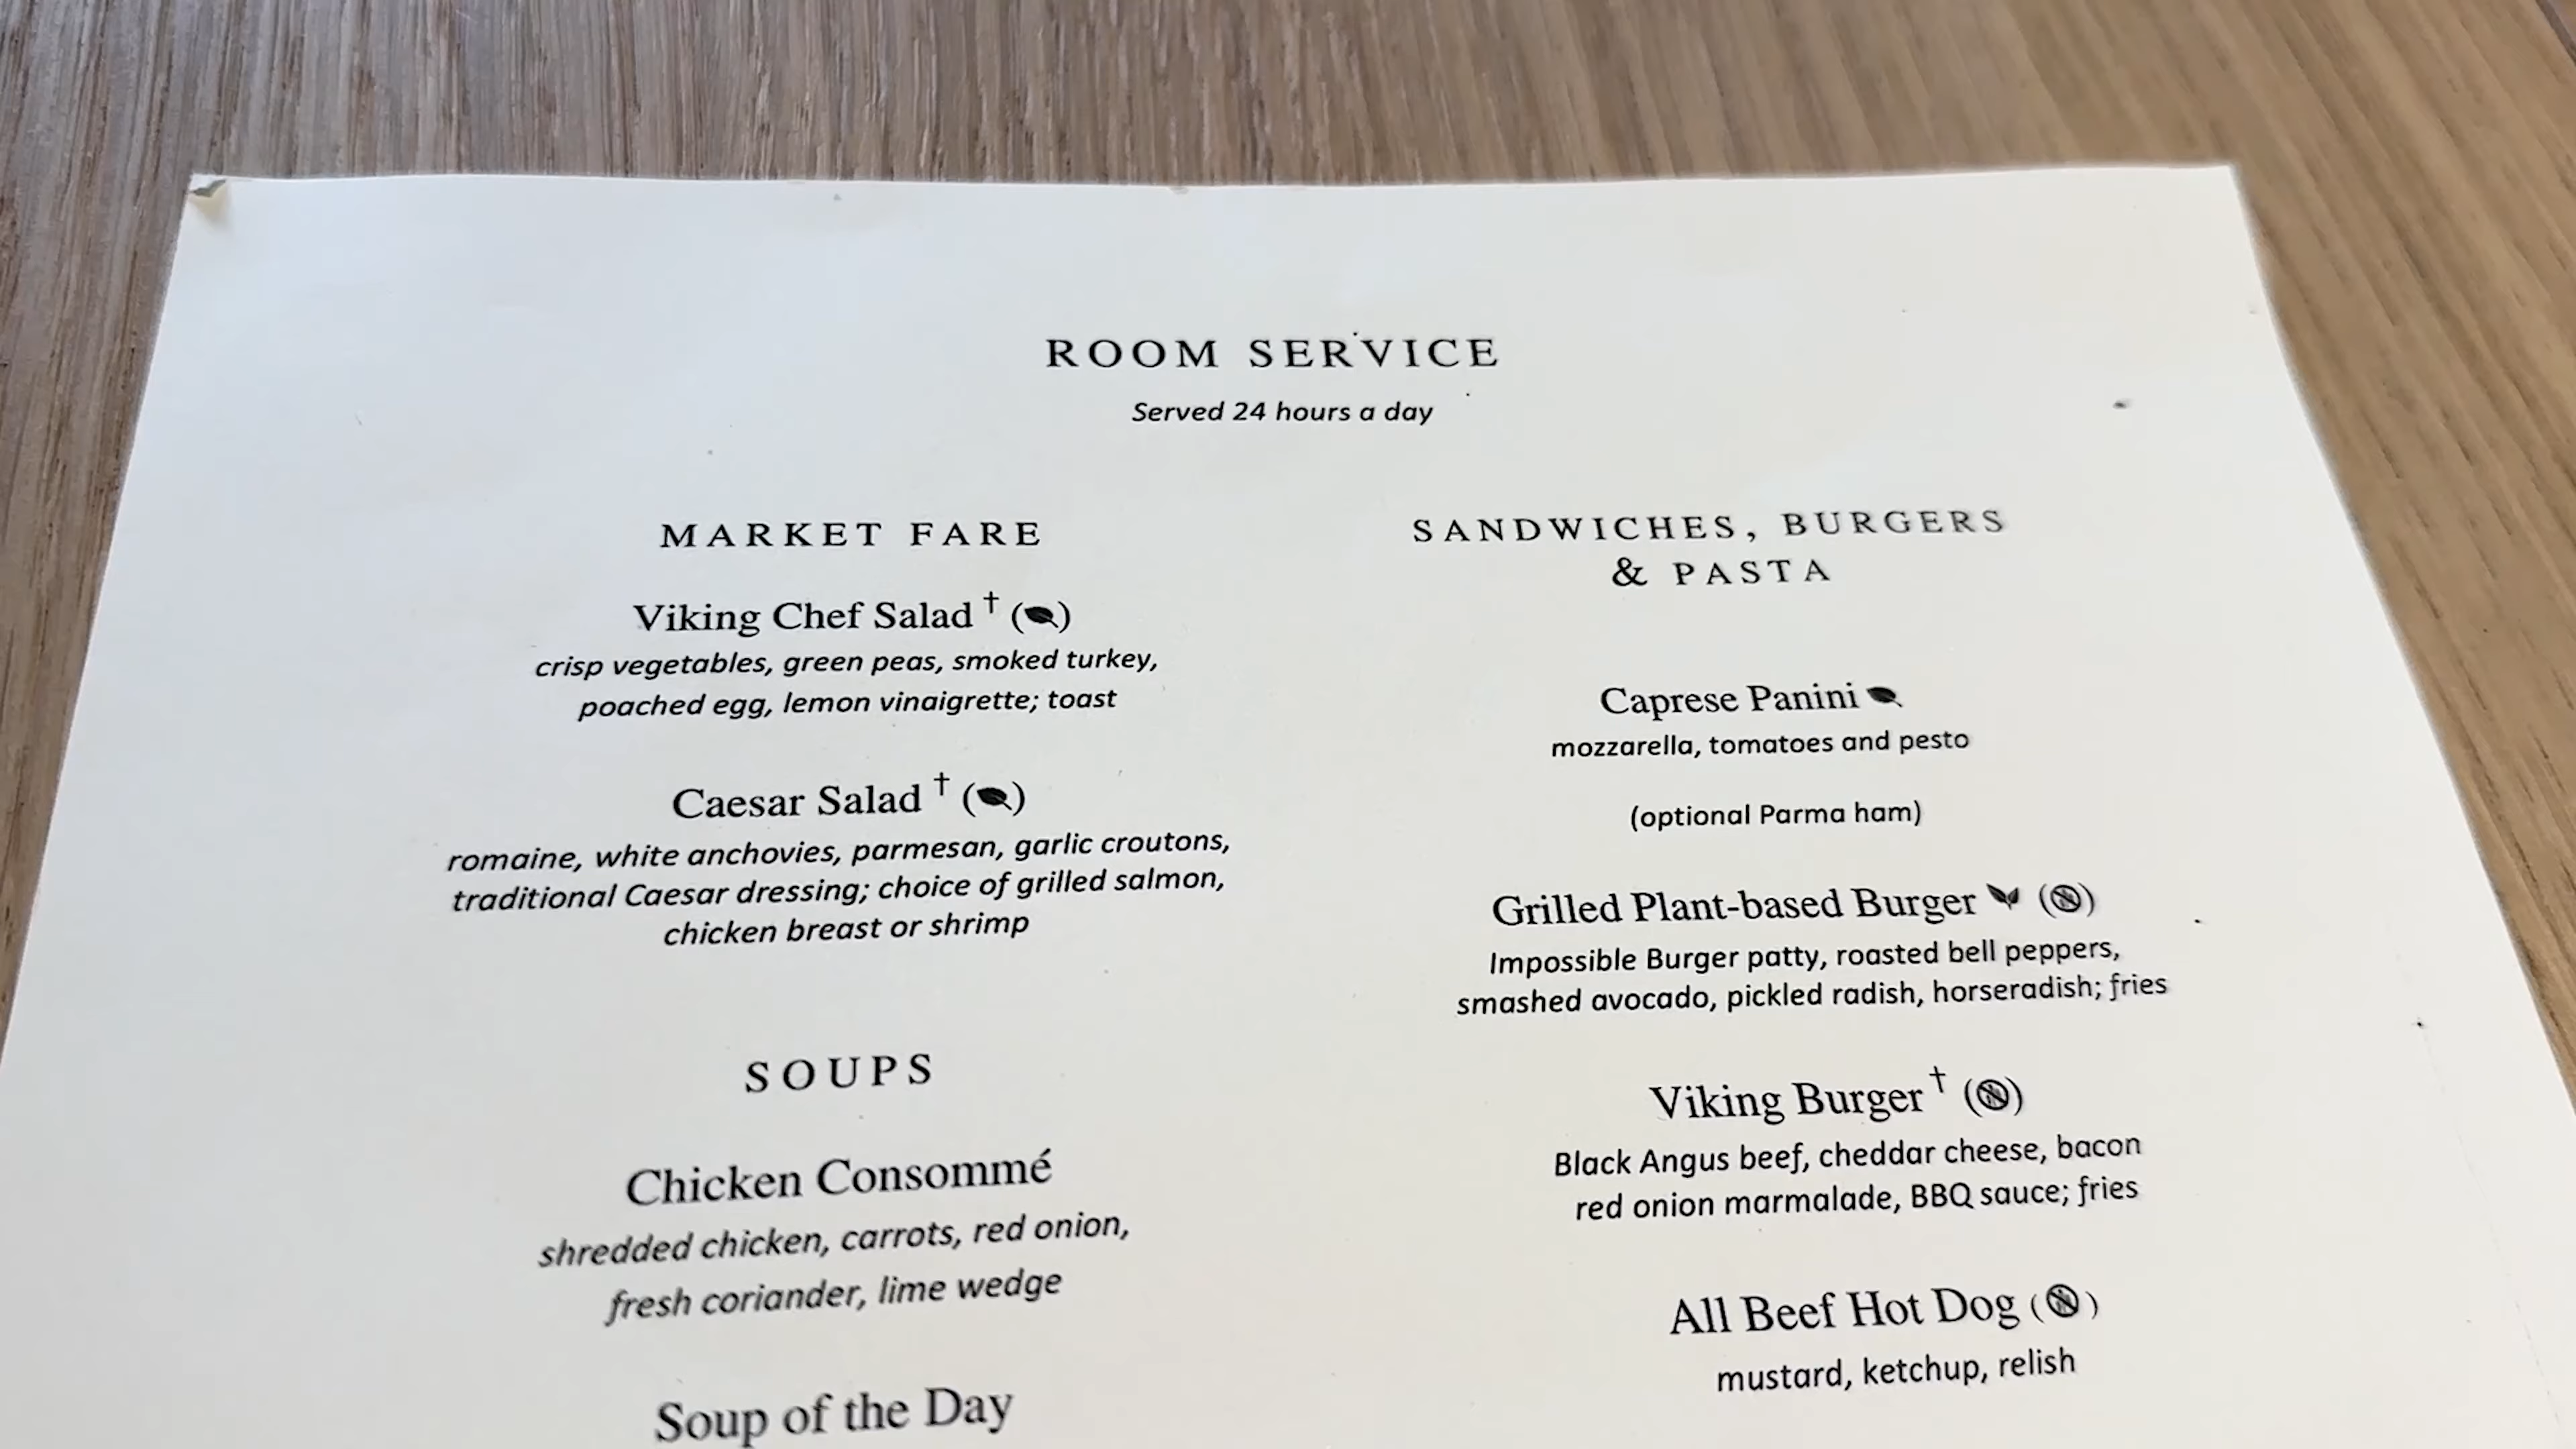 ROOM SERVICE
Served 24 hours a day
MARKET FARE
Viking Chef Salad † ()
crisp vegetables, green peas, smoked turkey,
poached egg, lemon vinaigrette; toast
Caesar Salad † ()
romaine, white anchovies, parmesan, garlic croutons,
traditional Caesar dressing; choice of grilled salmon,
chicken breast or shrimp
SOUPS
Chicken Consommé
shredded chicken, carrots, red onion,
fresh coriander, lime wedge
Soup of the Day
SANDWICHES, BURGERS
& PASTA
Caprese Panini
mozzarella, tomatoes and pesto
(optional Parma ham)
Grilled Plant-based Burger ()
Impossible Burger patty, roasted bell peppers,
smashed avocado, pickled radish, horseradish; fries
Viking Burger † ()
Black Angus beef, cheddar cheese, bacon
red onion marmalade, BBQ sauce; fries
All Beef Hot Dog ()
mustard, ketchup, relish